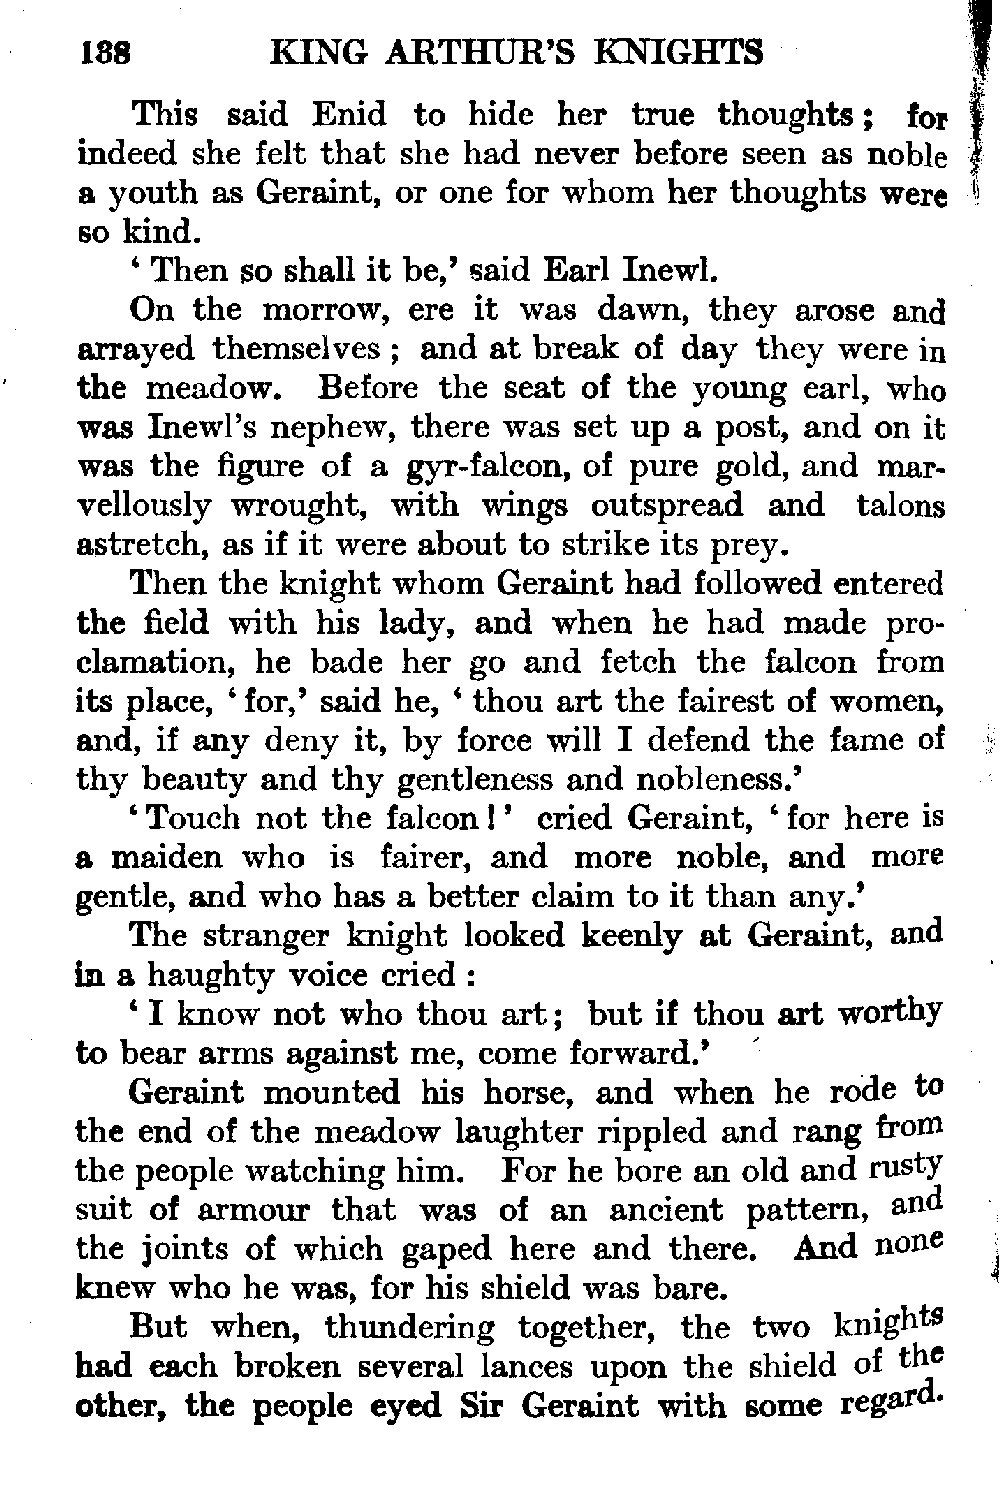 138 KING ARTHUR'S KNIGHTS
This said Enid to hide her true thoughts; for
indeed she felt that she had never before seen as noble
a youth as Geraint, or one for whom her thoughts were
so kind.
'Then so shall it be,' said Earl Inewl.
On the morrow, ere it was dawn, they arose and
arrayed themselves; and at break of day they were in
the meadow. Before the seat of the young earl, who
was Inewl's nephew, there was set up a post, and on it
was the figure of a gyr-falcon, of pure gold, and mar-
vellously wrought, with wings outspread and talons
astretch, as if it were about to strike its prey.
Then the knight whom Geraint had followed entered
the field with his lady, and when he had made pro-
clamation, he bade her go and fetch the falcon from
its place, 'for,' said he, 'thou art the fairest of women,
and, if any deny it, by force will I defend the fame of
thy beauty and thy gentleness and nobleness.'
'Touch not the falcon!' cried Geraint, 'for here is
a maiden who is fairer, and more noble, and more
gentle, and who has a better claim to it than any.'
The stranger knight looked keenly at Geraint, and
in a haughty voice cried:
'I know not who thou art; but if thou art worthy
to bear arms against me, come forward.'
Geraint mounted his horse, and when he rode to
the end of the meadow laughter rippled and rang from
the people watching him. For he bore an old and rusty
suit of armour that was of an ancient pattern, and
the joints of which gaped here and there. And none
knew who he was, for his shield was bare.
But when, thundering together, the two knights
had each broken several lances upon the shield of the
other, the people eyed Sir Geraint with some regard.